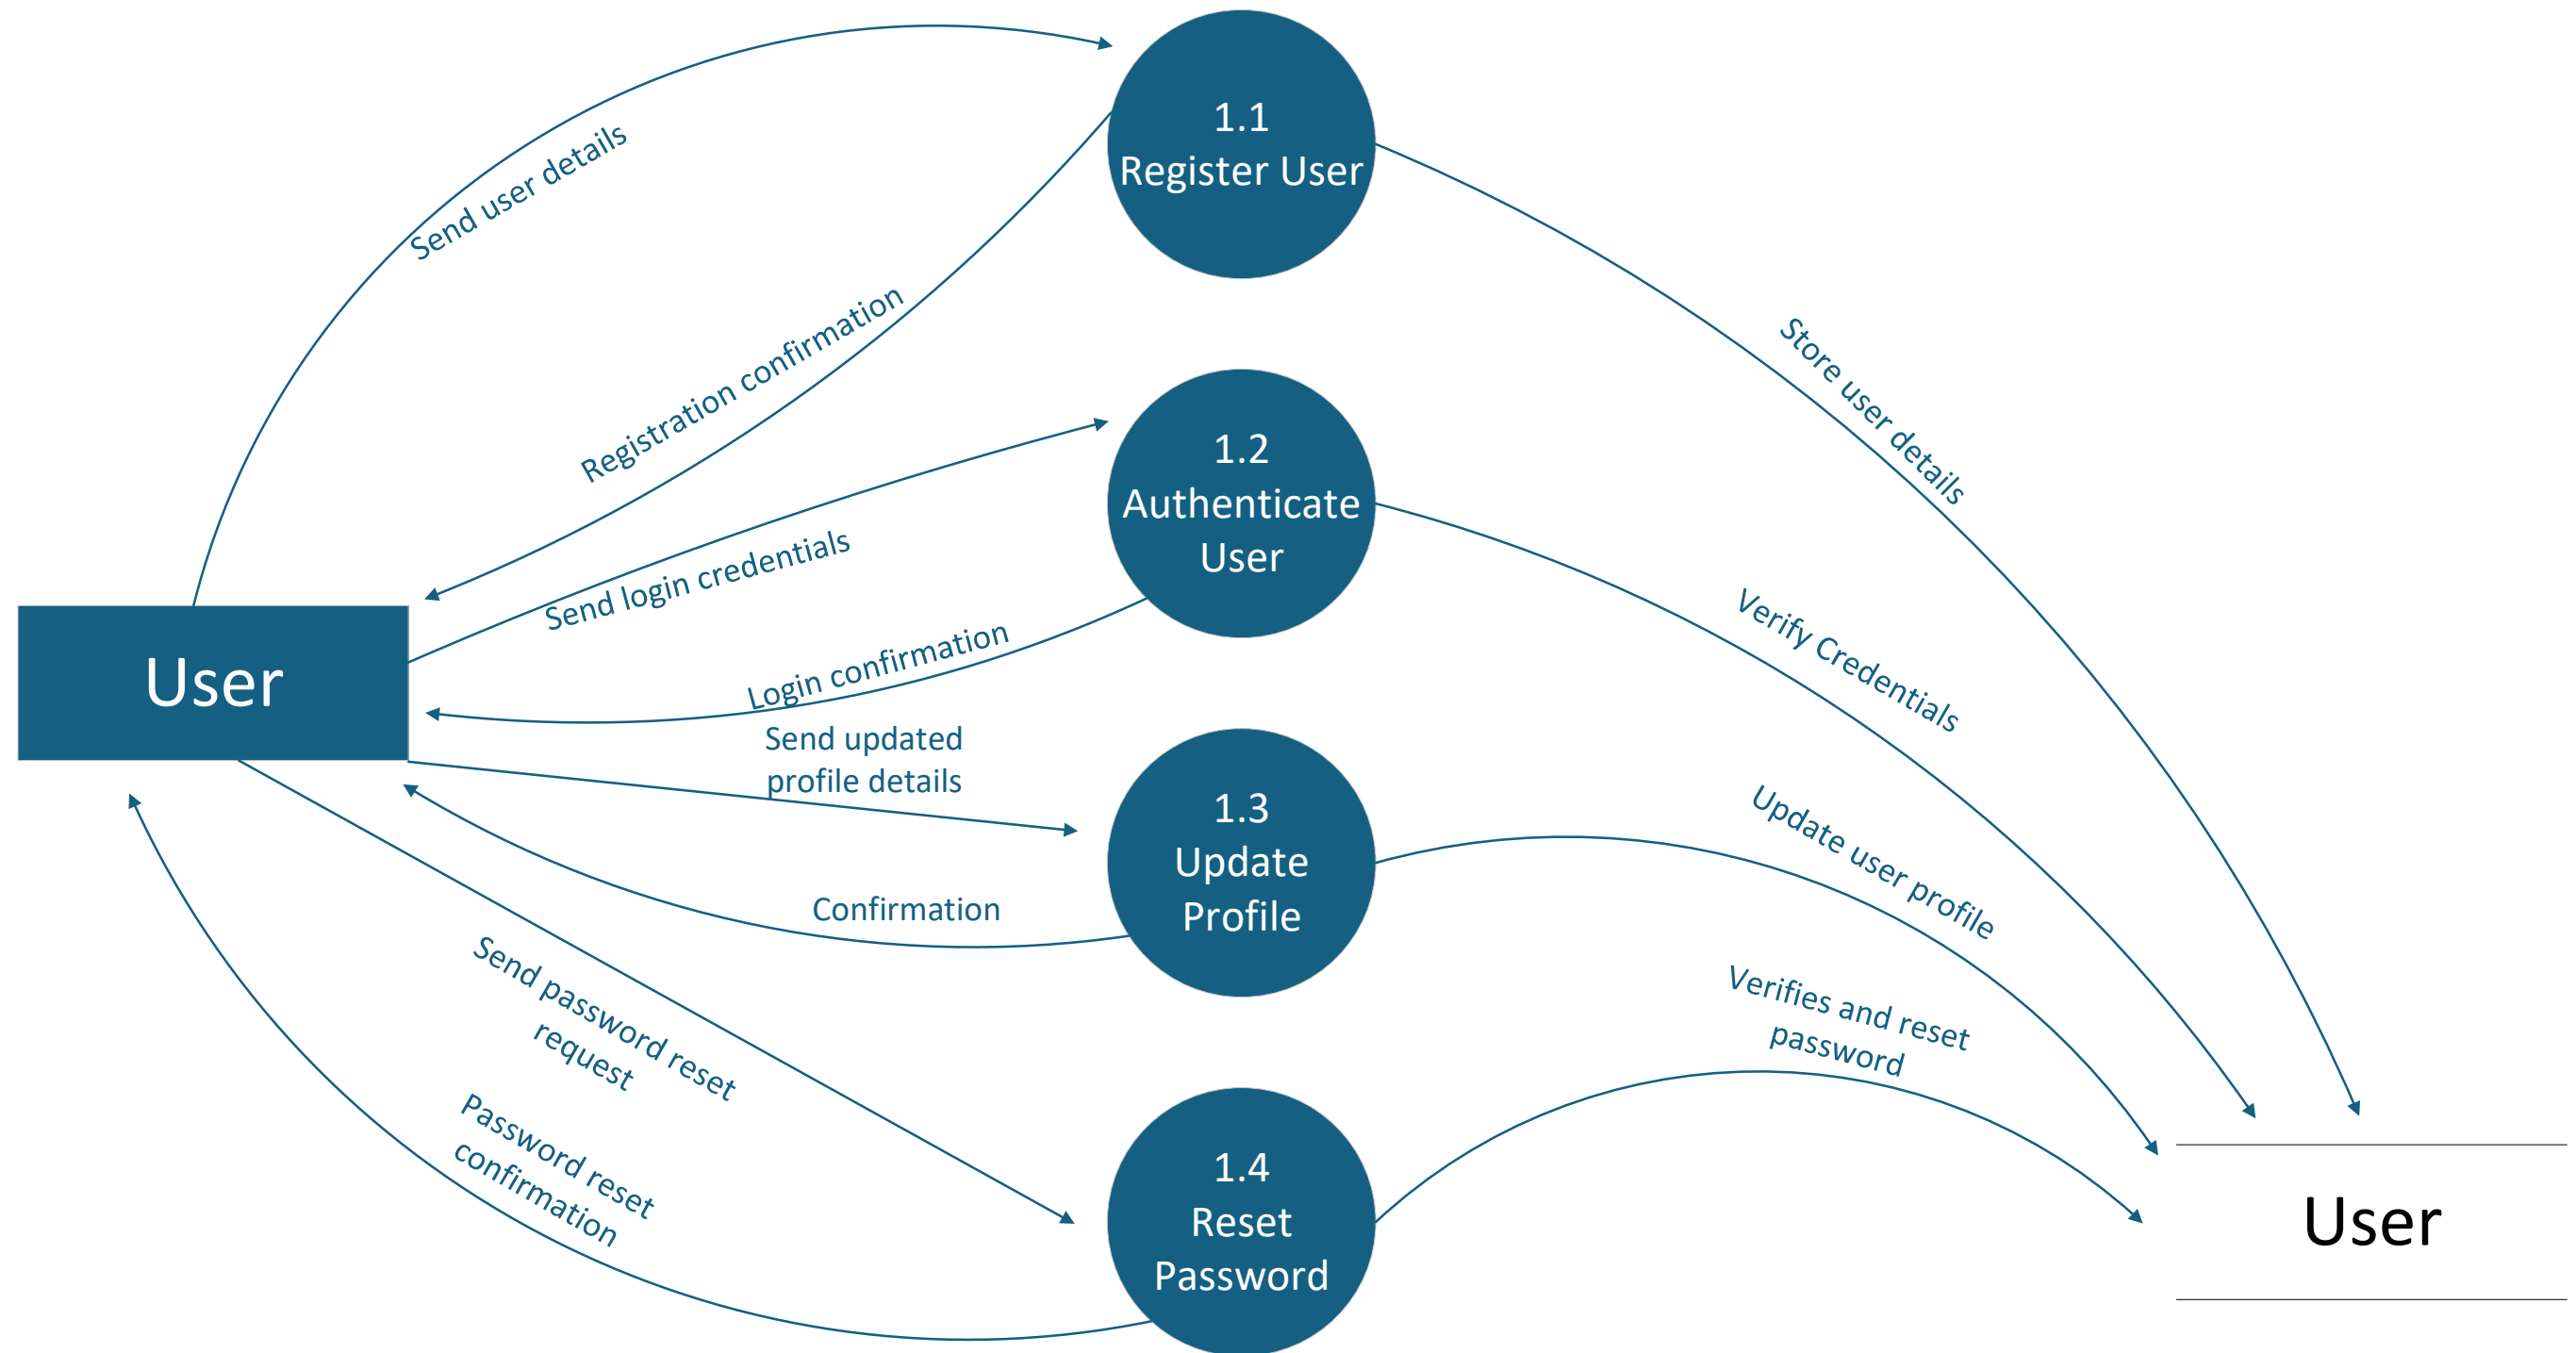 Send user details
1.1
Register User
Registration confirmation
Store user details
Send login credentials
1.2
Authenticate
User
Login confirmation
Verify Credentials
User
Send updated
profile details
1.3
Update
Profile
Update user profile
Confirmation
Send password reset
request
Verifies and reset
password
Password reset
confirmation
1.4
Reset
Password
User